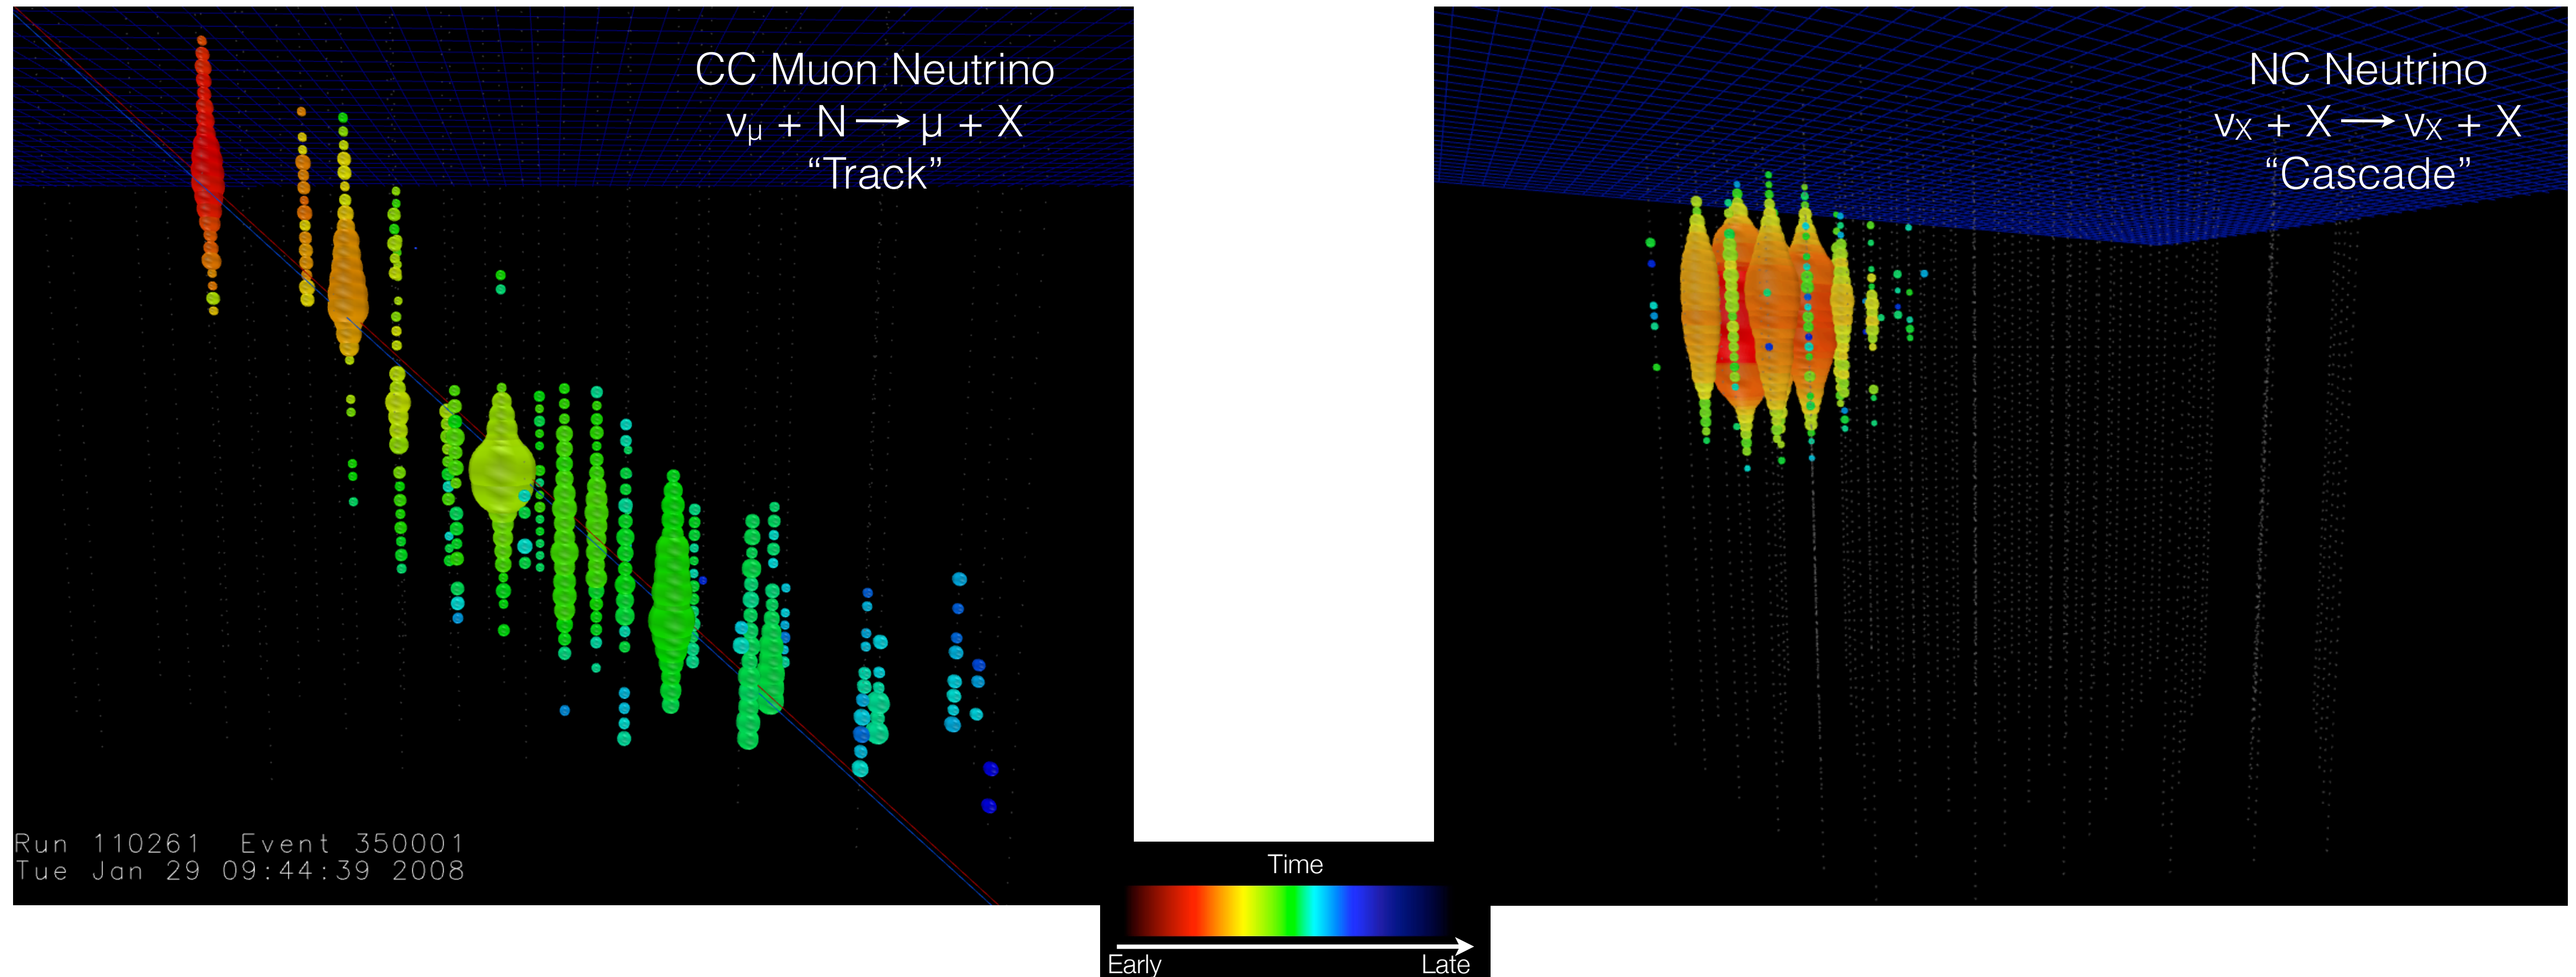 CC Muon Neutrino
νμ + N → μ + X
“Track”
Run 110261 Event 350001
Tue Jan 29 09:44:39 2008
NC Neutrino
νX + X → νX + X
“Cascade”
Time
Early Late